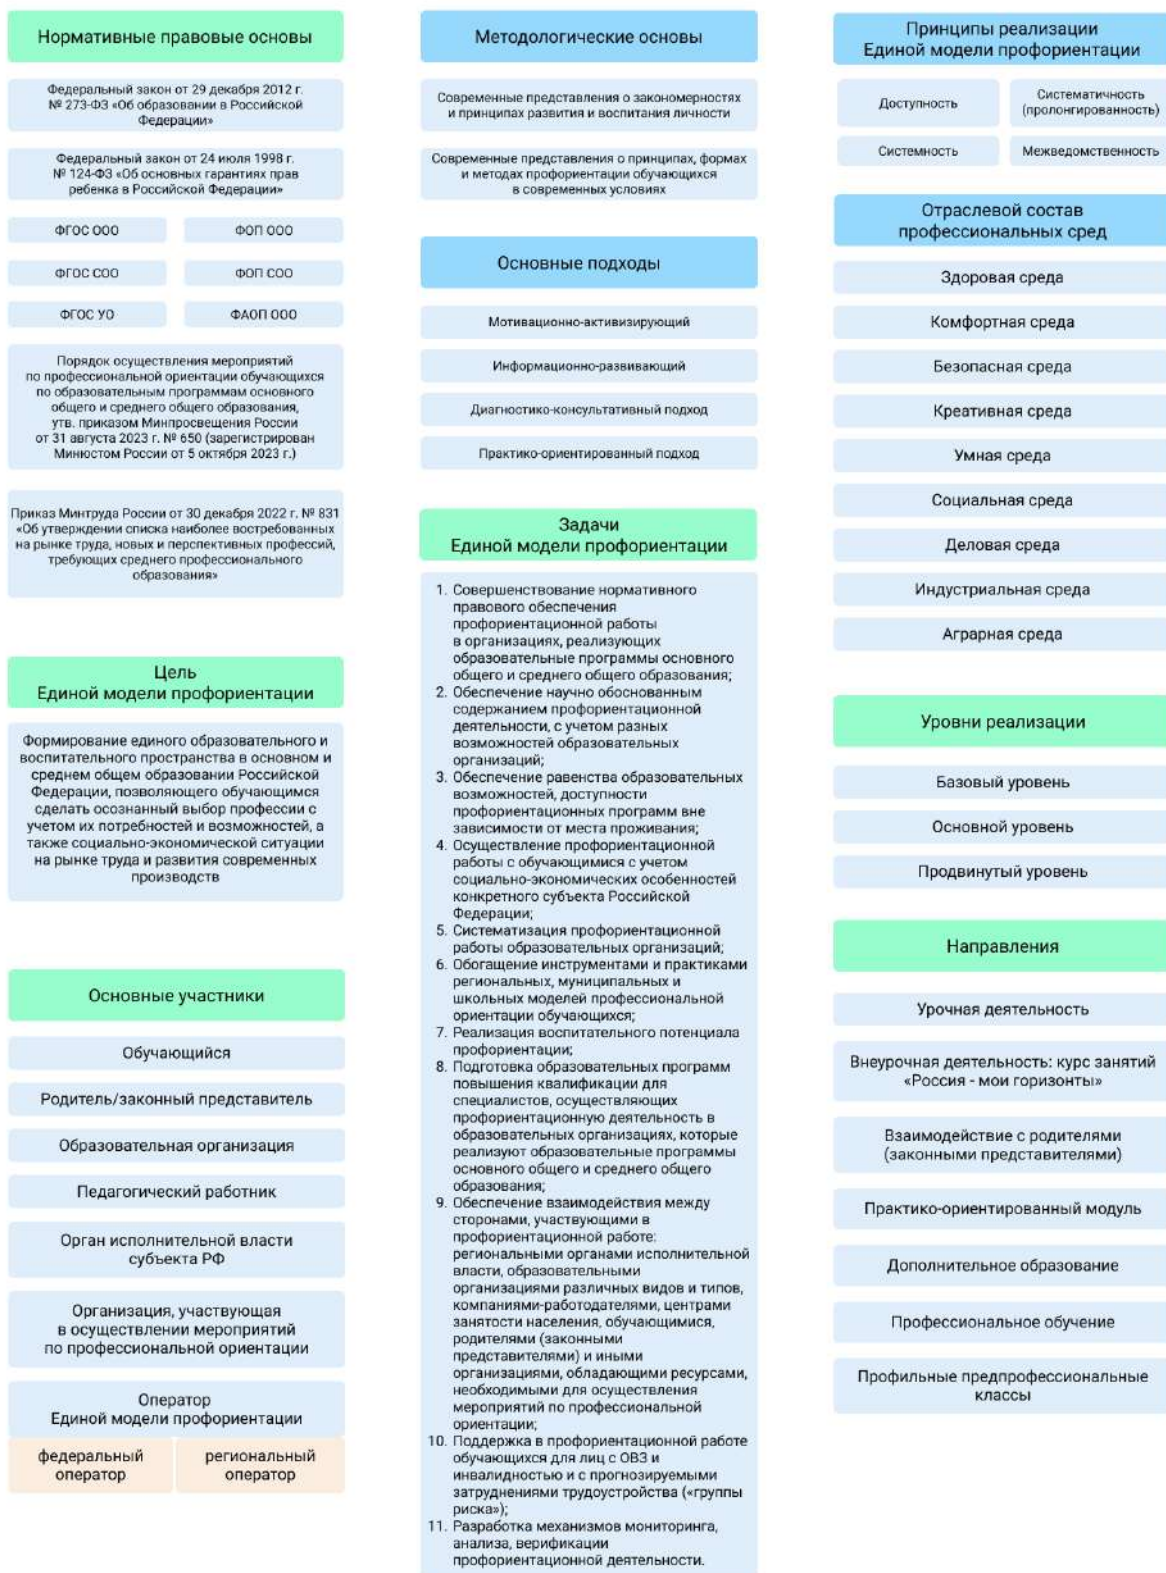 Нормативные правовые основы
Федеральный закон от 29 декабря 2012 г.
№ 273-ФЗ «Об образовании в Российской
Федерации»
Федеральный закон от 24 июля 1998 г.
№ 124-ФЗ «Об основных гарантиях прав
ребенка в Российской Федерации»
ФГОС ООО
ФОП ООО
ФГОС СОО
ФОП СОО
ФГОС УО
ФАОП ООО
Порядок осуществления мероприятий
по профессиональной ориентации обучающихся
по образовательным программам основного
общего и среднего общего образования,
утв. приказом Минпросвещения России
от 31 августа 2023 г. № 650 (зарегистрирован
Минюстом России от 5 октября 2023 г.)
Приказ Минтруда России от 30 декабря 2022 г. № 831
«Об утверждении списка наиболее востребованных
на рынке труда, новых и перспективных профессий,
требующих среднего профессионального
образования»
Цель
Единой модели профориентации
Формирование единого образовательного и
воспитательного пространства в основном и
среднем общем образовании Российской
Федерации, позволяющего обучающимся
сделать осознанный выбор профессии с
учетом их потребностей и возможностей, а
также социально-экономической ситуации
на рынке труда и развития современных
производств
Основные участники
Обучающийся
Родитель/законный представитель
Образовательная организация
Педагогический работник
Орган исполнительной власти
субъекта РФ
Организация, участвующая
в осуществлении мероприятий
по профессиональной ориентации
Оператор
Единой модели профориентации
федеральный
оператор
региональный
оператор
Методологические основы
Современные представления о закономерностях
и принципах развития и воспитания личности
Современные представления о принципах, формах
и методах профориентации обучающихся
в современных условиях
Основные подходы
Мотивационно-активизирующий
Информационно-развивающий
Диагностико-консультативный подход
Практико-ориентированный подход
Задачи
Единой модели профориентации
1. Совершенствование нормативного
правового обеспечения
профориентационной работы
в организациях, реализующих
образовательные программы основного
общего и среднего общего образования;
2. Обеспечение научно обоснованным
содержанием профориентационной
деятельности, с учетом разных
возможностей образовательных
организаций;
3. Обеспечение равенства образовательных
возможностей, доступности
профориентационных программ вне
зависимости от места проживания;
4. Осуществление профориентационной
работы с обучающимися с учетом
социально-экономических особенностей
конкретного субъекта Российской
Федерации;
5. Систематизация профориентационной
работы образовательных организаций;
6. Обогащение инструментами и практиками
региональных, муниципальных и
школьных моделей профессиональной
ориентации обучающихся;
7. Реализация воспитательного потенциала
профориентации;
8. Подготовка образовательных программ
повышения квалификации для
специалистов, осуществляющих
профориентационную деятельность в
образовательных организациях, которые
реализуют образовательные программы
основного общего и среднего общего
образования;
9. Обеспечение взаимодействия между
сторонами, участвующими в
профориентационной работе:
региональными органами исполнительной
власти, образовательными
организациями различных видов и типов,
компаниями-работодателями, центрами
занятости населения, обучающимися,
родителями (законными
представителями) и иными
организациями, обладающими ресурсами,
необходимыми для осуществления
мероприятий по профессиональной
ориентации;
10. Поддержка в профориентационной работе
обучающихся для лиц с ОВЗ и
инвалидностью и с прогнозируемыми
затруднениями трудоустройства («группы
риска»);
11. Разработка механизмов мониторинга,
анализа, верификации
профориентационной деятельности.
Принципы реализации
Единой модели профориентации
Доступность
Систематичность
(пролонгированность)
Системность
Межведомственность
Отраслевой состав
профессиональных сред
Здоровая среда
Комфортная среда
Безопасная среда
Креативная среда
Умная среда
Социальная среда
Деловая среда
Индустриальная среда
Аграрная среда
Уровни реализации
Базовый уровень
Основной уровень
Продвинутый уровень
Направления
Урочная деятельность
Внеурочная деятельность: курс занятий
«Россия - мои горизонты»
Взаимодействие с родителями
(законными представителями)
Практико-ориентированный модуль
Дополнительное образование
Профессиональное обучение
Профильные предпрофессиональные
классы